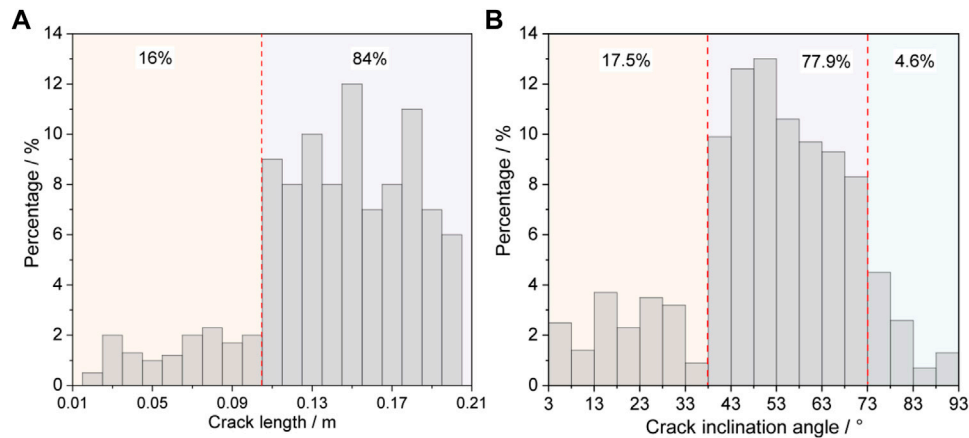 A
14
12
10
8
6
4
2
0
Percentage / %
16%
84%
0.01 0.05 0.09 0.13 0.17 0.21
Crack length / m
B
14
12
10
8
6
4
2
0
Percentage / %
17.5%
77.9%
4.6%
3 13 23 33 43 53 63 73 83 93
Crack inclination angle / °